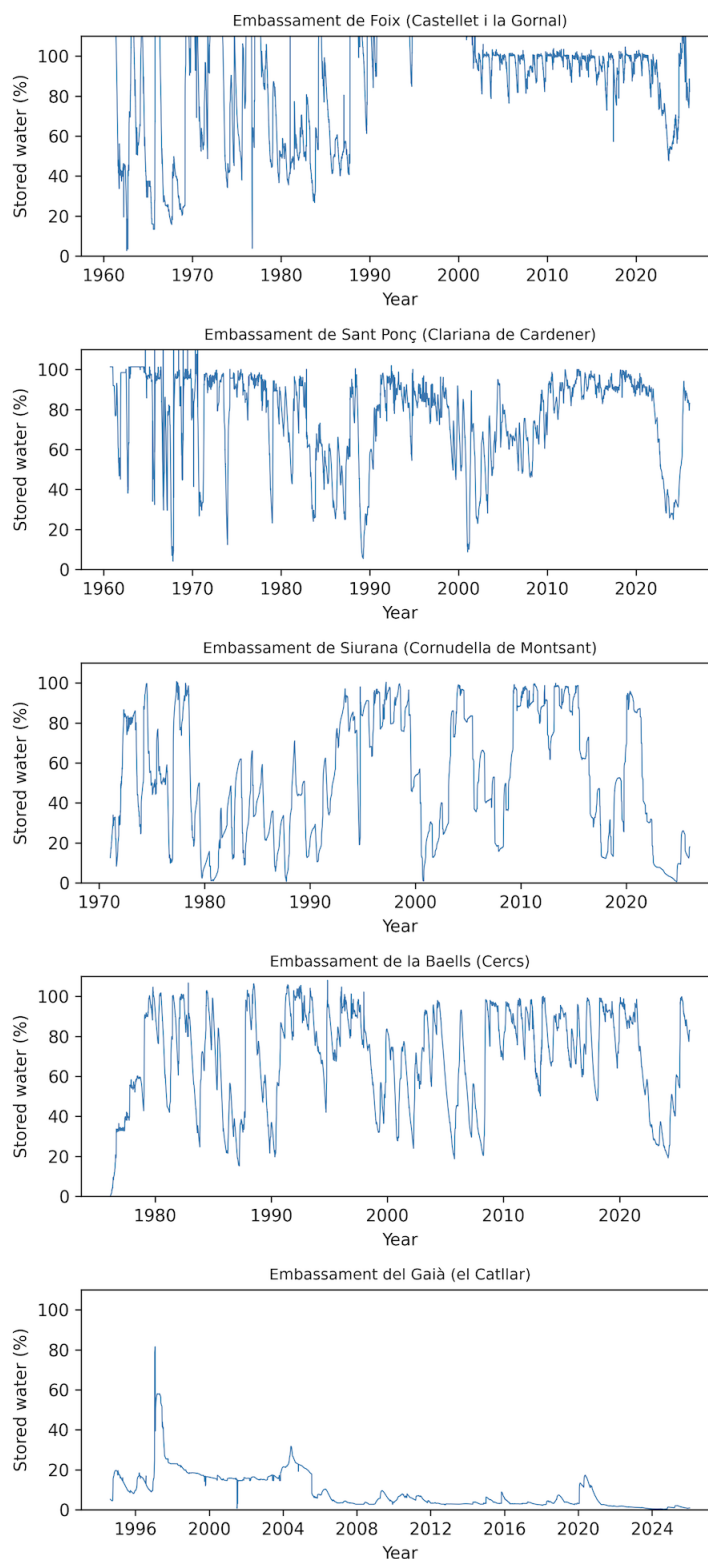 Embassament de Foix (Castellet i la Gornal)
100
80
60
40
20
0
Stored water (%)
1960 1970 1980 1990 2000 2010 2020
Year
Embassament de Sant Ponç (Clariana de Cardener)
100
80
60
40
20
0
Stored water (%)
1960 1970 1980 1990 2000 2010 2020
Year
Embassament de Siurana (Cornudella de Montsant)
100
80
60
40
20
0
Stored water (%)
1970 1980 1990 2000 2010 2020
Year
Embassament de la Baells (Cercs)
100
80
60
40
20
0
Stored water (%)
1980 1990 2000 2010 2020
Year
Embassament del Gaià (el Catllar)
100
80
60
40
20
0
Stored water (%)
1996 2000 2004 2008 2012 2016 2020 2024
Year